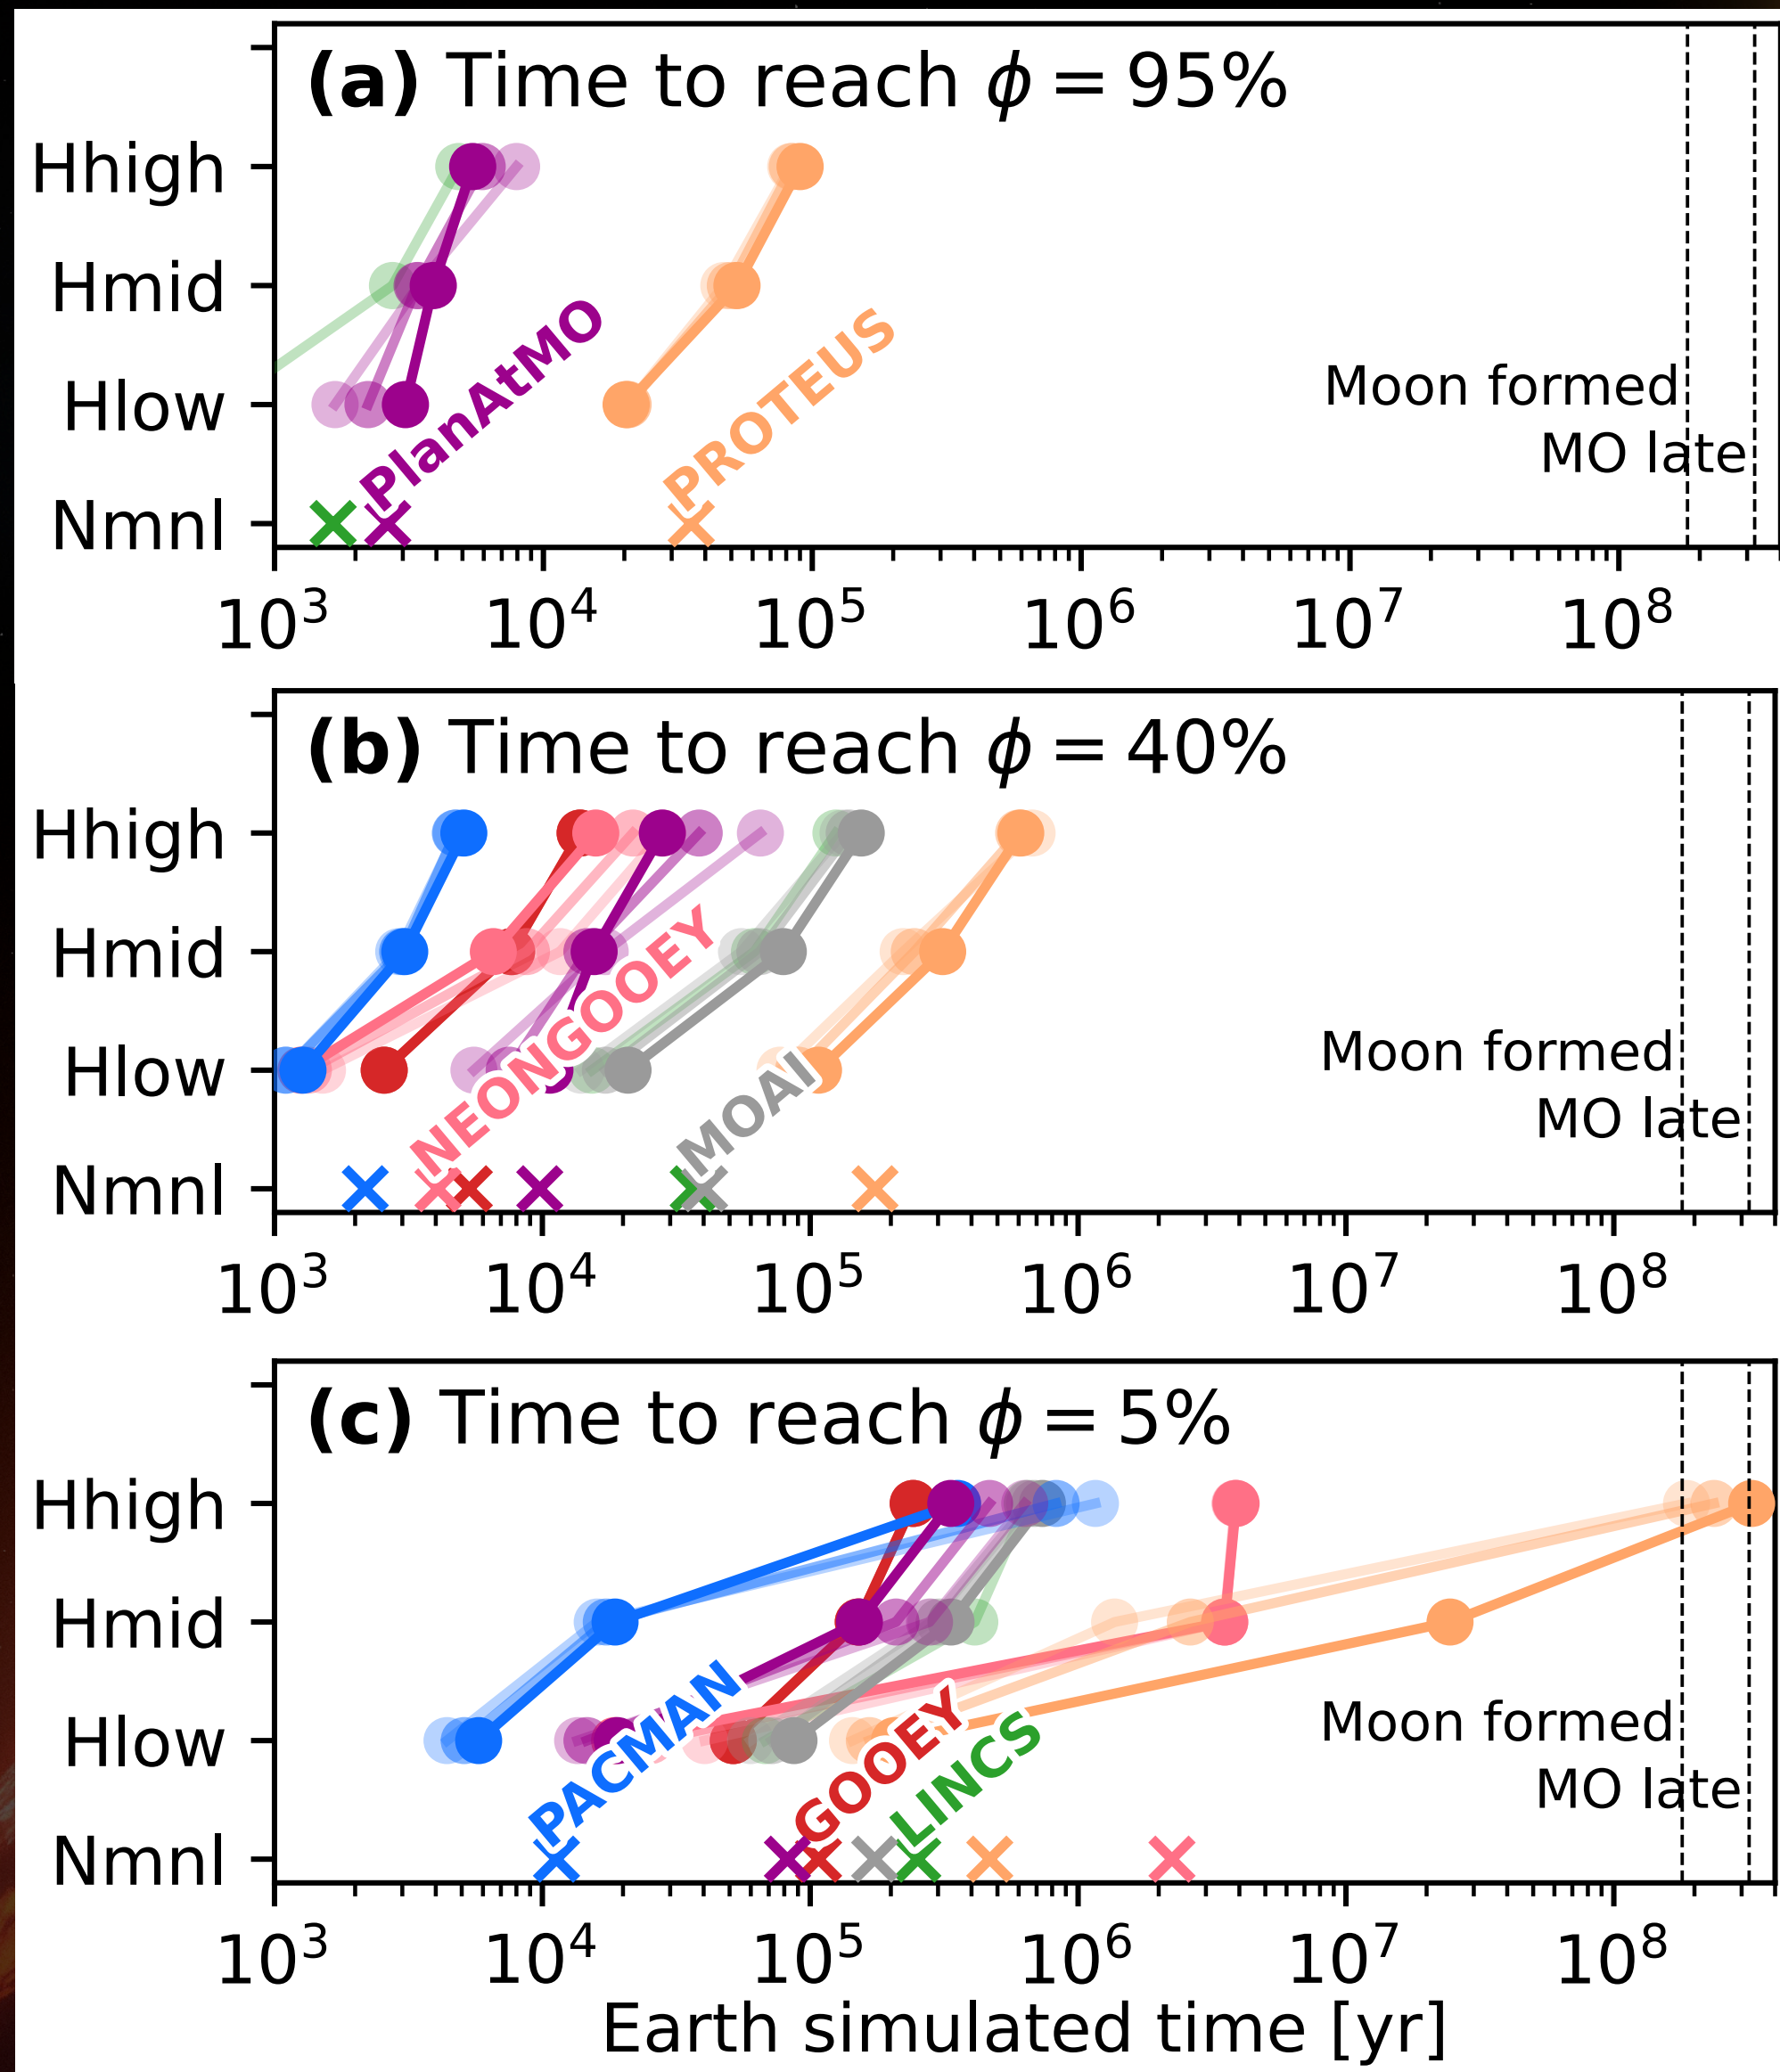 (a) Time to reach ϕ = 95%
Hhigh
Hmid
Hlow
Nmnl
PlanAtMO
PROTEUS
Moon formed
MO late
10³ 10⁴ 10⁵ 10⁶ 10⁷ 10⁸
(b) Time to reach ϕ = 40%
Hhigh
Hmid
Hlow
Nmnl
NEONGOOEY
MOAI
Moon formed
MO late
10³ 10⁴ 10⁵ 10⁶ 10⁷ 10⁸
(c) Time to reach ϕ = 5%
Hhigh
Hmid
Hlow
Nmnl
PACMAN
GOOEY
LINCS
Moon formed
MO late
10³ 10⁴ 10⁵ 10⁶ 10⁷ 10⁸
Earth simulated time [yr]